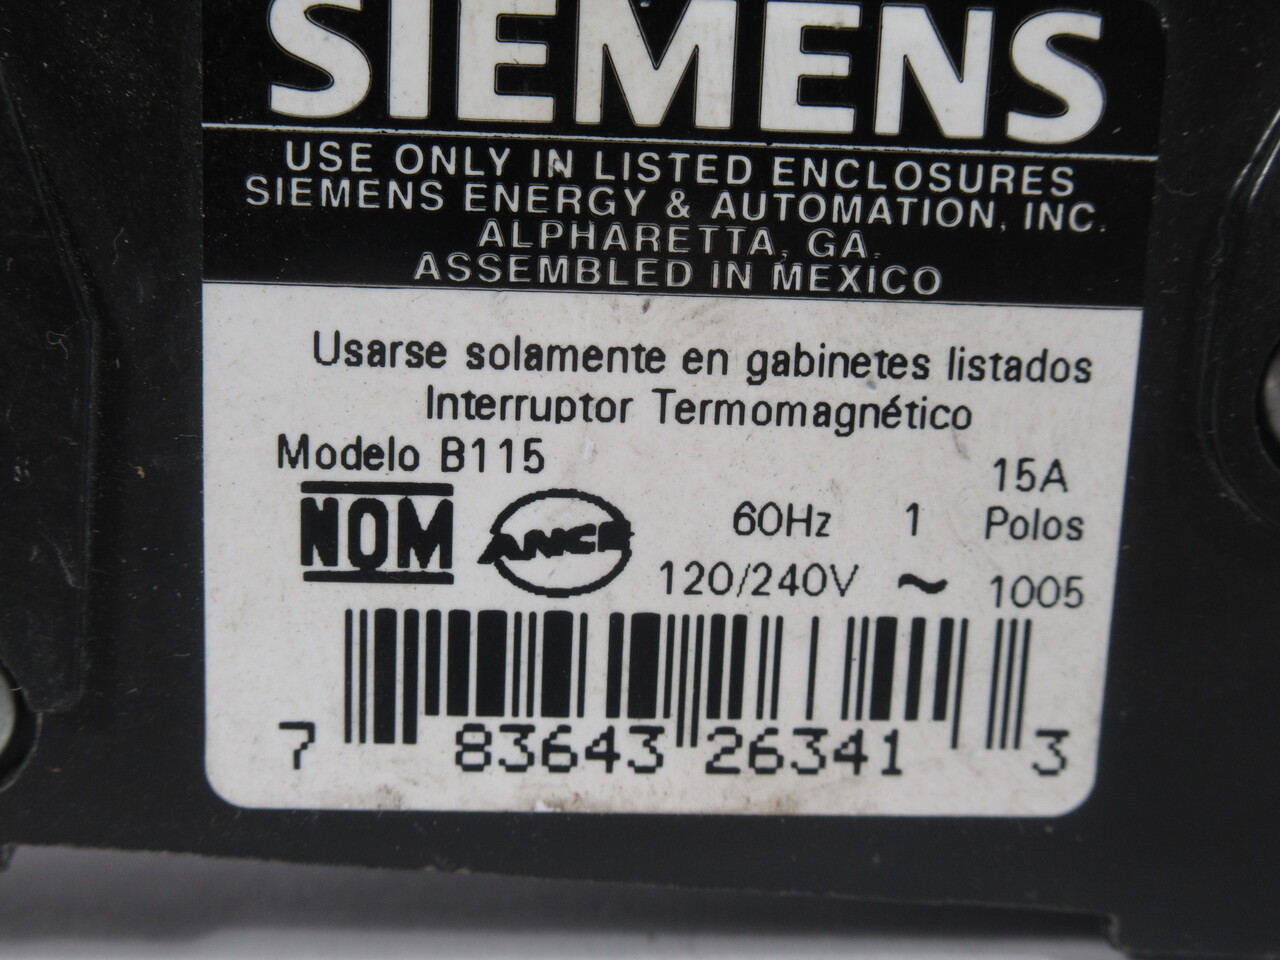 SIEMENS
USE ONLY IN LISTED ENCLOSURES
SIEMENS ENERGY & AUTOMATION, INC.
ALPHARETTA, GA.
ASSEMBLED IN MEXICO
Usarse solamente en gabinetes listados
Interruptor Termomagnético
Modelo B115
15A
NOM ANCE 60Hz 1 Polos
120/240V ~ 1005
7 83643 26341 3